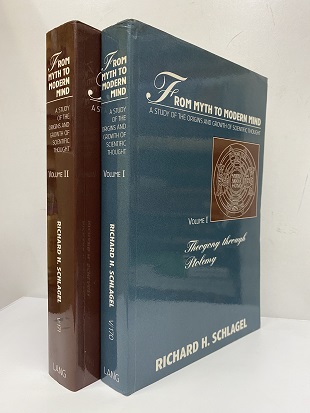 FROM MYTH TO MODERN MIND
A STUDY OF THE ORIGINS AND GROWTH OF SCIENTIFIC THOUGHT
VOLUME II
RICHARD H. SCHLAGEL
V/171
LANG
FROM MYTH TO MODERN MIND
A STUDY OF THE ORIGINS AND GROWTH OF SCIENTIFIC THOUGHT
VOLUME I
RICHARD H. SCHLAGEL
V/170
LANG
FROM MYTH TO MODERN MIND
A STUDY OF THE ORIGINS AND GROWTH OF SCIENTIFIC THOUGHT
VOLUME I
Theogony through
Ptolemy
RICHARD H. SCHLAGEL